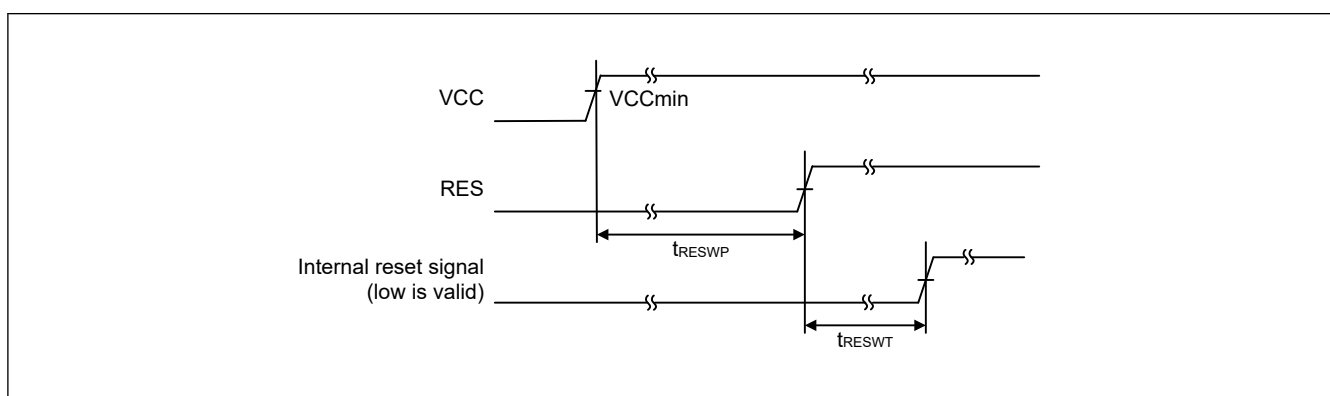 VCC
VCCmin
RES
tRESWP
Internal reset signal
(low is valid)
tRESWT